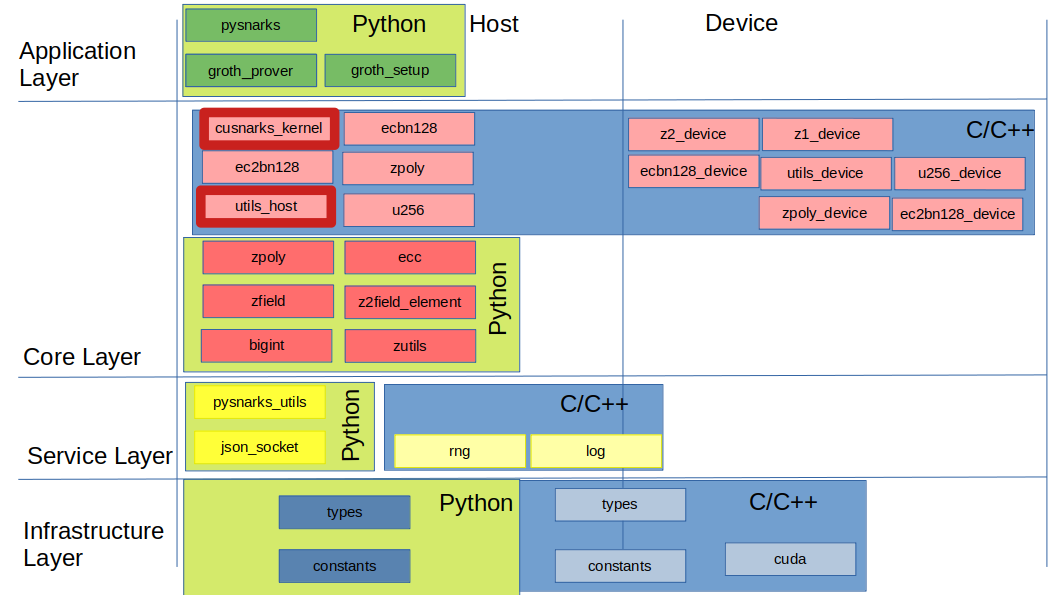 pysnarks
Python
Host
Device
Application
Layer
groth_prover
groth_setup
cusnarks_kernel
ecbn128
z2_device
z1_device
C/C++
ec2bn128
zpoly
ecbn128_device
utils_device
u256_device
utils_host
u256
zpoly_device
ec2bn128_device
zpoly
ecc
Python
zfield
z2field_element
bigint
zutils
Core Layer
pysnarks_utils
Python
C/C++
json_socket
rng
log
Service Layer
types
Python
types
C/C++
Infrastructure
Layer
constants
constants
cuda